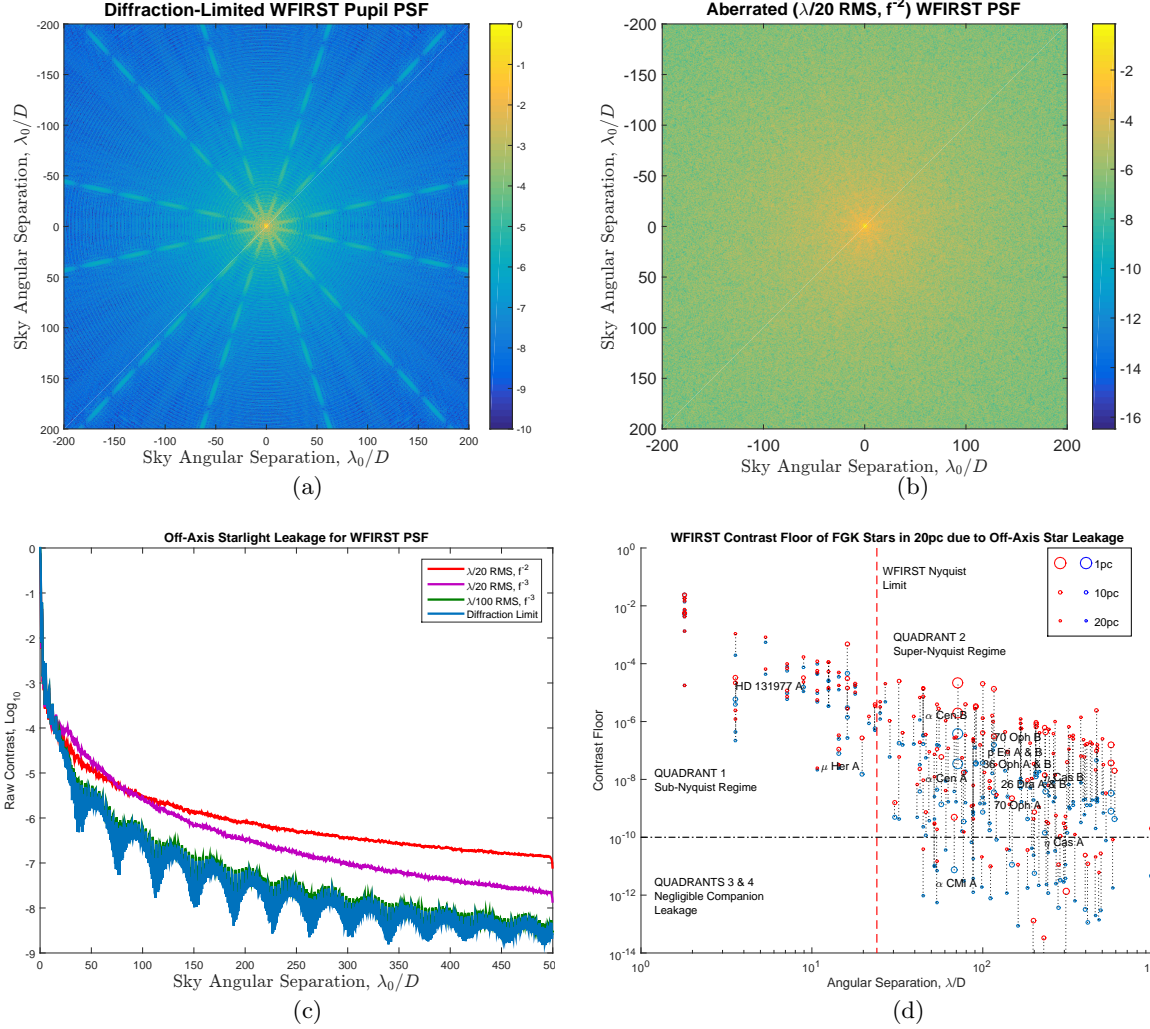 Diffraction-Limited WFIRST Pupil PSF
-200
-150
-100
-50
0
50
100
150
200
Sky Angular Separation, λ₀/D
-200 -150 -100 -50 0 50 100 150 200
Sky Angular Separation, λ₀/D
0
-1
-2
-3
-4
-5
-6
-7
-8
-9
-10
(a)
Aberrated (λ/20 RMS, f⁻²) WFIRST PSF
-200
-150
-100
-50
0
50
100
150
200
Sky Angular Separation, λ₀/D
-200 -100 0 100 200
Sky Angular Separation, λ₀/D
-2
-4
-6
-8
-10
-12
-14
-16
(b)
Off-Axis Starlight Leakage for WFIRST PSF
0
-1
-2
-3
-4
-5
-6
-7
-8
-9
Raw Contrast, Log₁₀
λ/20 RMS, f⁻²
λ/20 RMS, f⁻³
λ/100 RMS, f⁻³
Diffraction Limit
0 50 100 150 200 250 300 350 400 450 500
Sky Angular Separation, λ₀/D
(c)
WFIRST Contrast Floor of FGK Stars in 20pc due to Off-Axis Star Leakage
10⁰
10⁻²
10⁻⁴
10⁻⁶
10⁻⁸
10⁻¹⁰
10⁻¹²
10⁻¹⁴
Contrast Floor
WFIRST Nyquist
Limit
1pc
10pc
20pc
QUADRANT 2
Super-Nyquist Regime
HD 131977 A
α Cen B
70 Oph B
p Eri A & B
36 Oph A & B
μ Her A
α Cen A
η Cas B
26 Dra A & B
70 Oph A
QUADRANT 1
Sub-Nyquist Regime
η Cas A
α CMI A
QUADRANTS 3 & 4
Negligible Companion
Leakage
10⁰ 10¹ 10²
Angular Separation, λ/D
(d)